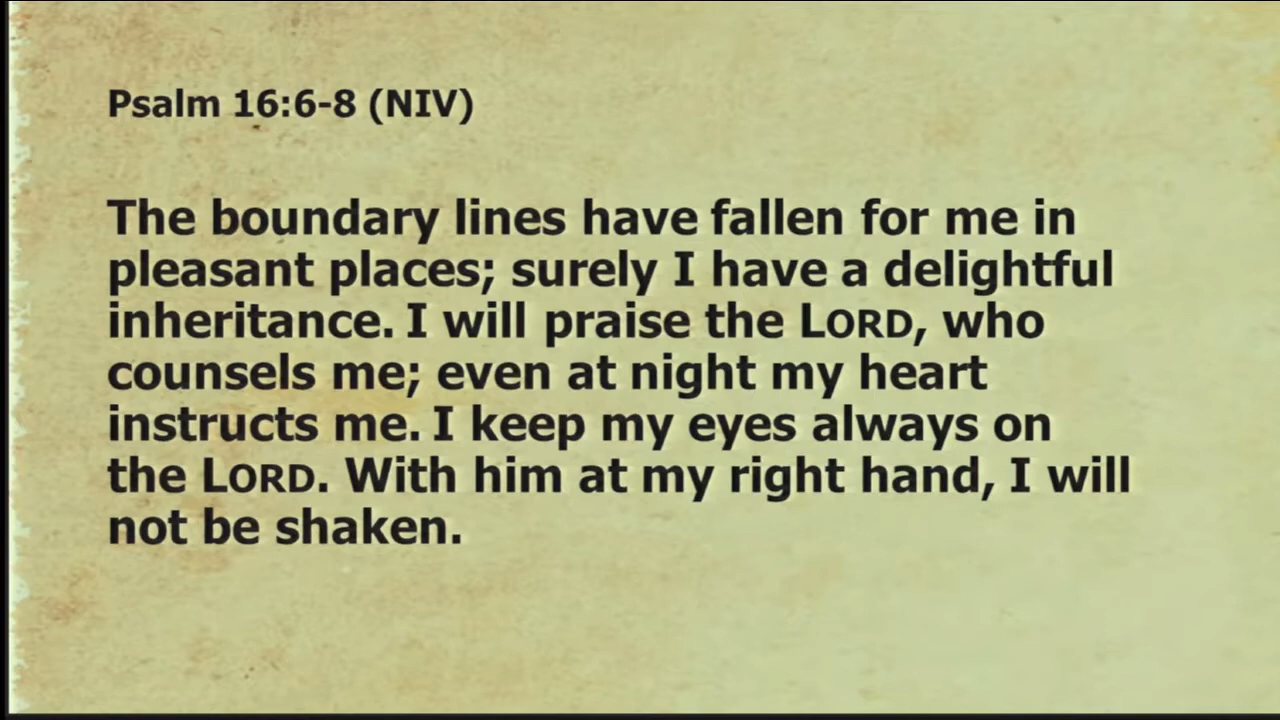 Psalm 16:6-8 (NIV)
The boundary lines have fallen for me in
pleasant places; surely I have a delightful
inheritance. I will praise the LORD, who
counsels me; even at night my heart
instructs me. I keep my eyes always on
the LORD. With him at my right hand, I will
not be shaken.